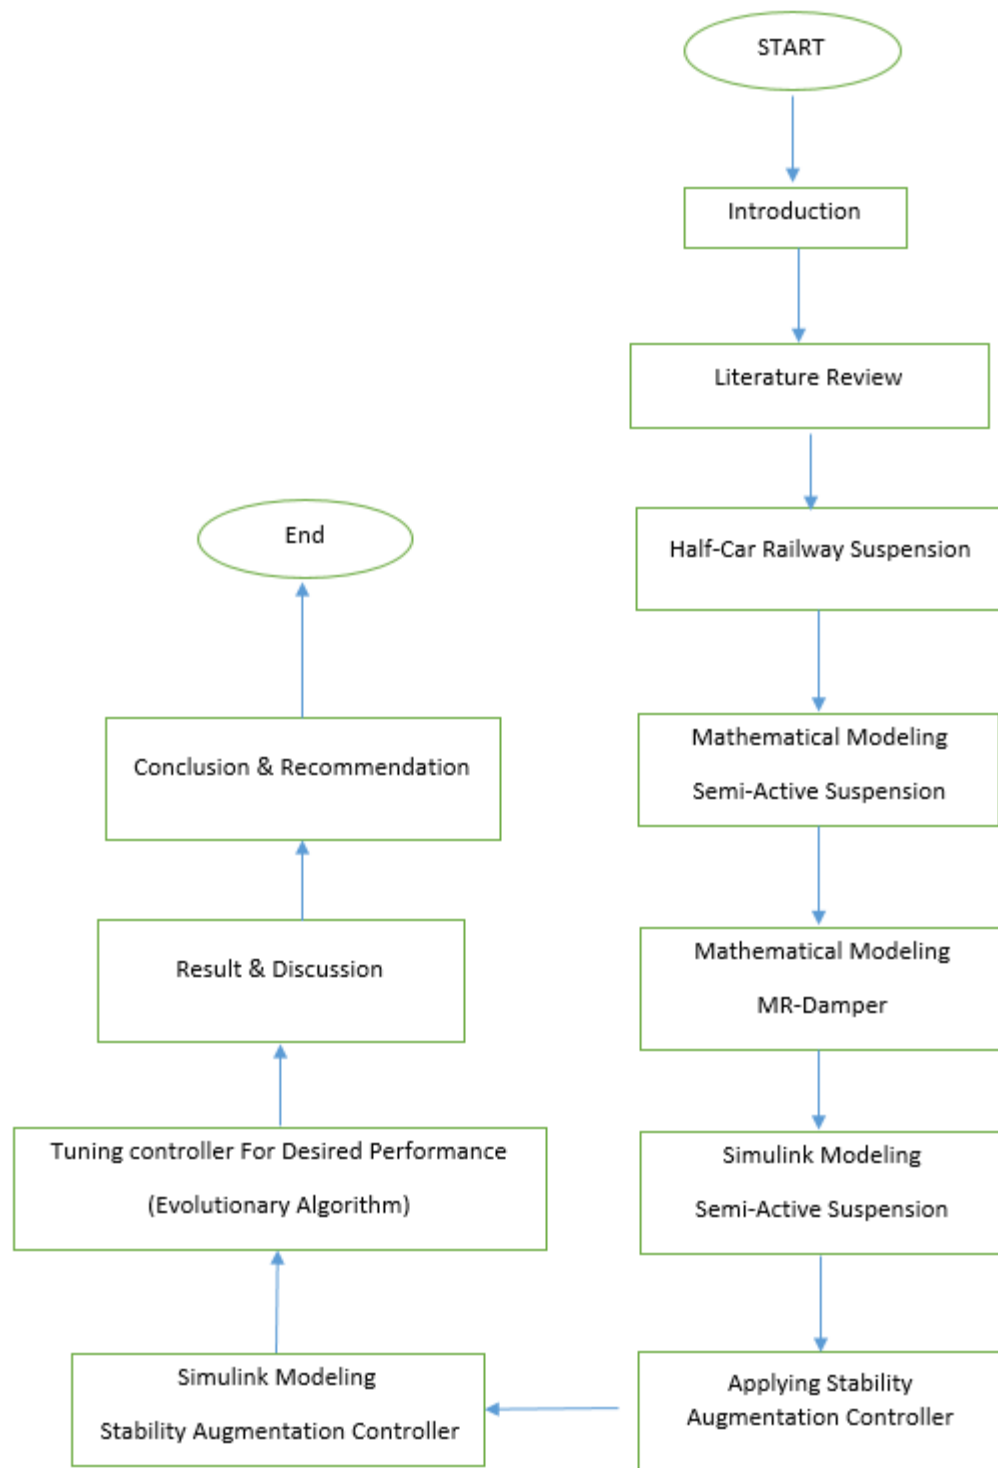 START
Introduction
Literature Review
Half-Car Railway Suspension
Mathematical Modeling
Semi-Active Suspension
Mathematical Modeling
MR-Damper
Simulink Modeling
Semi-Active Suspension
Applying Stability
Augmentation Controller
Simulink Modeling
Stability Augmentation Controller
Tuning controller For Desired Performance
(Evolutionary Algorithm)
Result & Discussion
Conclusion & Recommendation
End